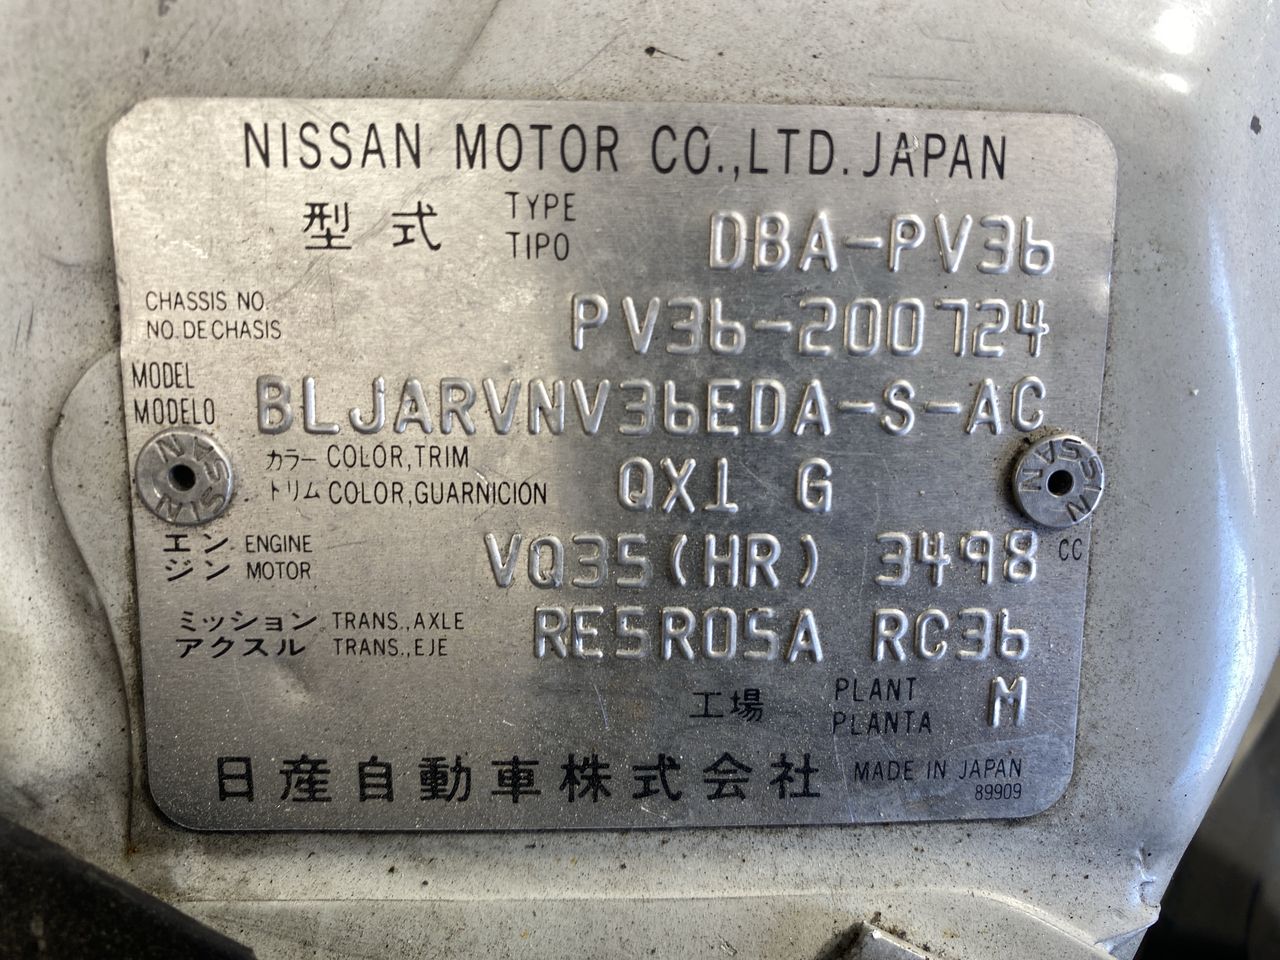 NISSAN MOTOR CO.,LTD. JAPAN
型式 TYPE TIPO DBA-PV36
CHASSIS NO. NO.DE CHASIS PV36-200724
MODEL MODELO BLJARVNV36EDA-S-AC
カラー COLOR,TRIM
トリム COLOR,GUARNICION QX1 G
エンジン ENGINE MOTOR VQ35(HR) 3498 CC
ミッション TRANS.,AXLE
アクスル TRANS.,EJE RE5R05A RC36
工場 PLANT PLANTA M
日産自動車株式会社 MADE IN JAPAN
89909
NISSAN
NISSAN